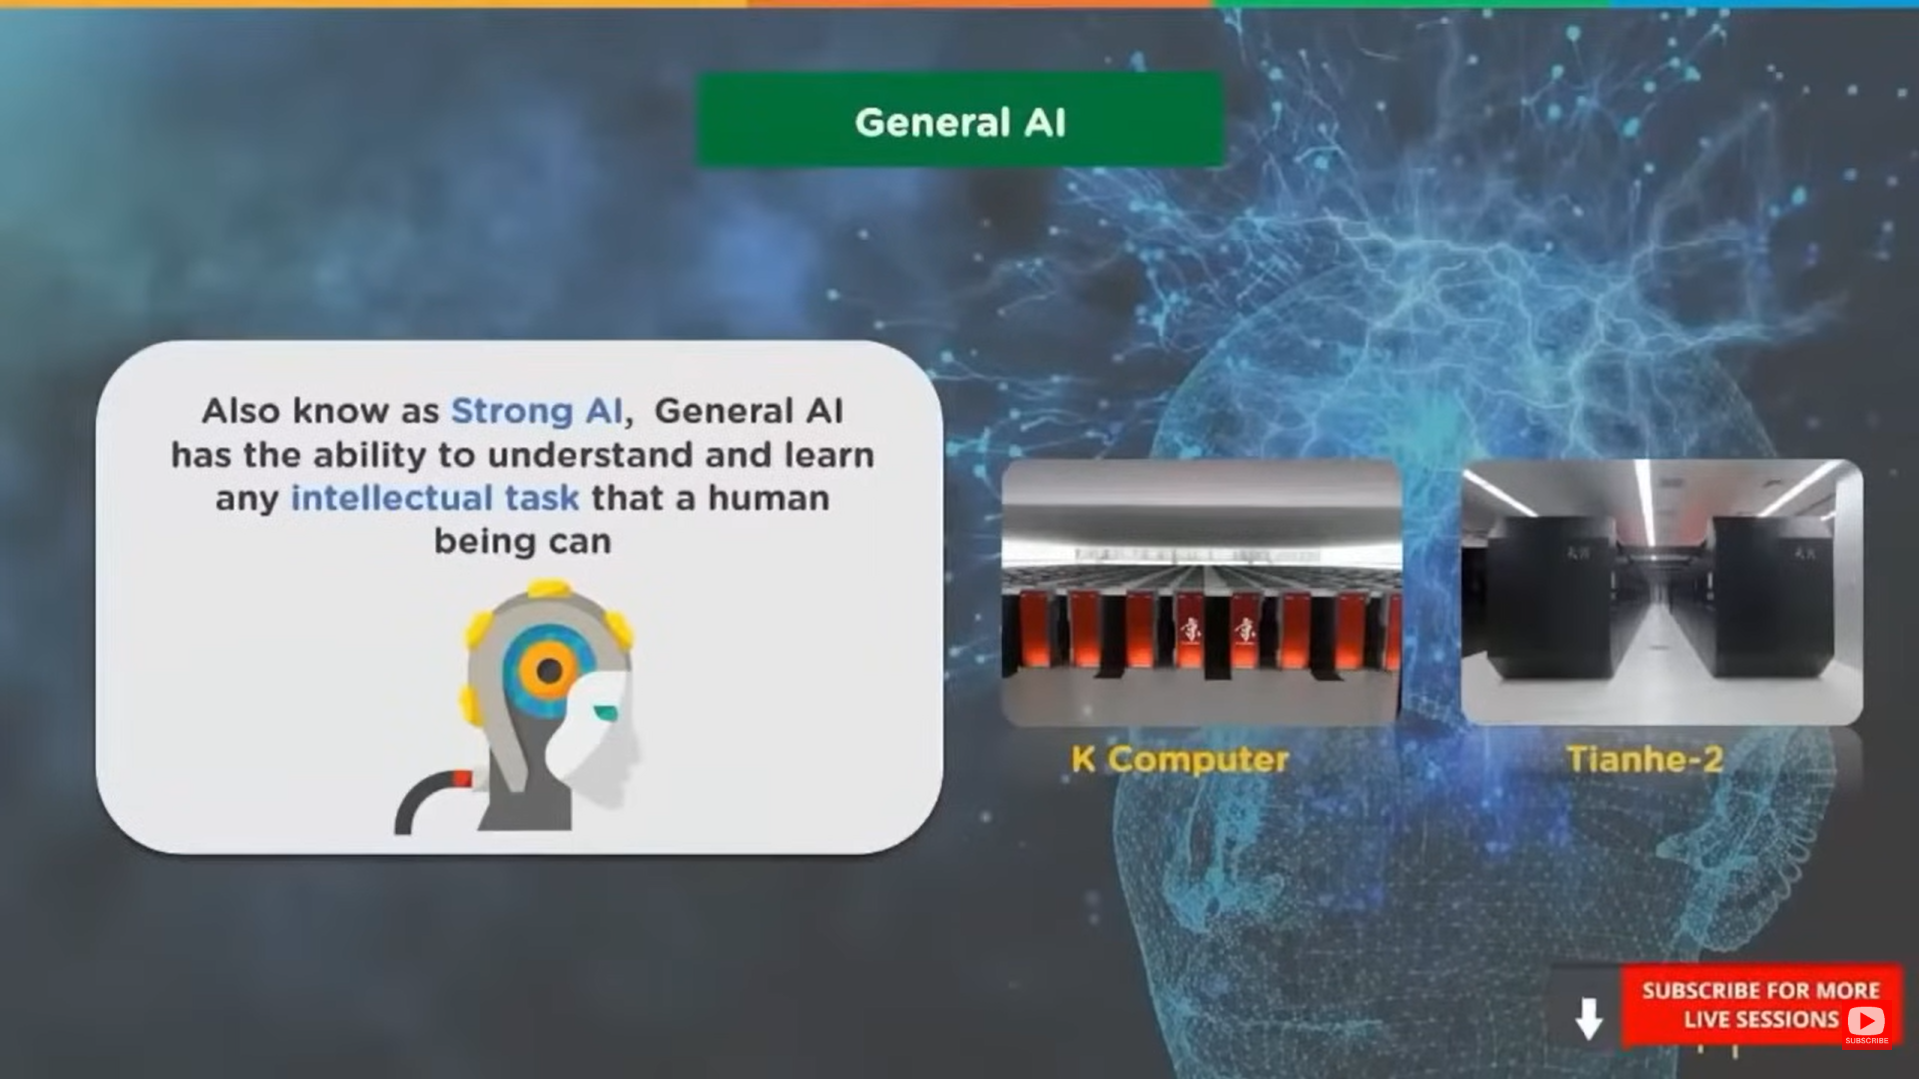 General AI
Also know as Strong AI, General AI
has the ability to understand and learn
any intellectual task that a human
being can
K Computer
Tianhe-2
SUBSCRIBE FOR MORE
LIVE SESSIONS
SUBSCRIBE